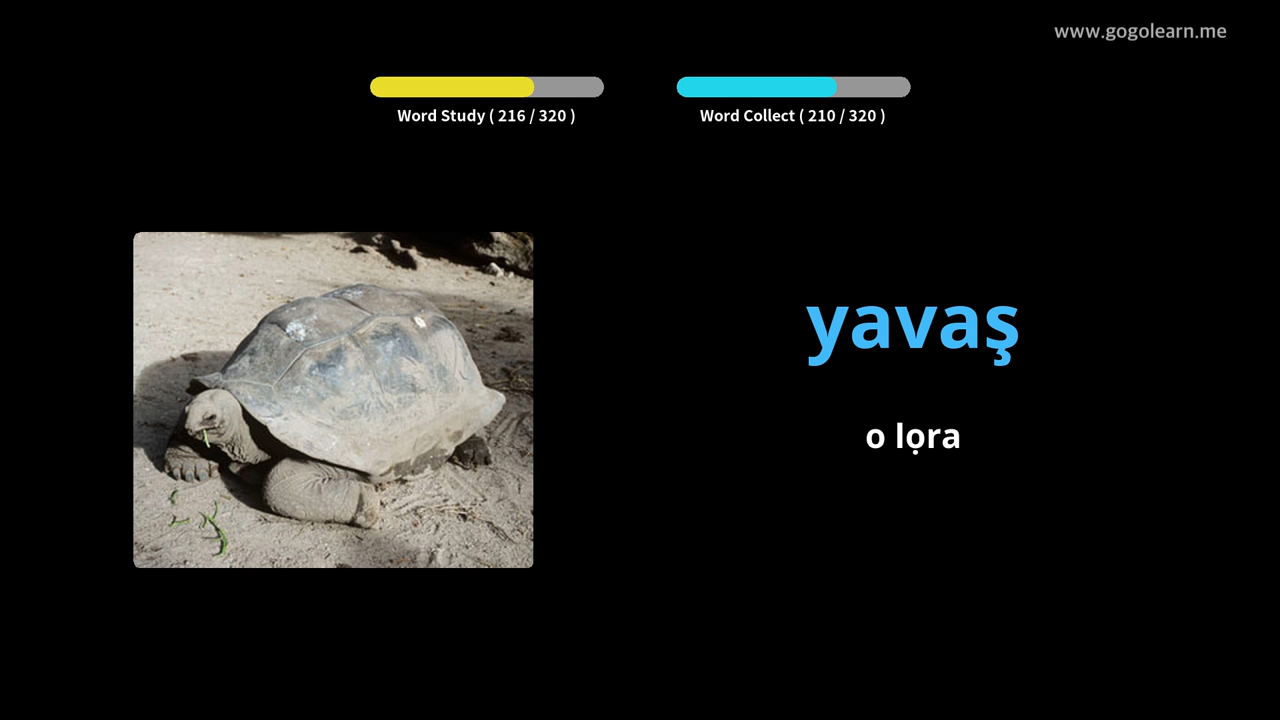 www.gogolearn.me
Word Study ( 216 / 320 )
Word Collect ( 210 / 320 )
yavaş
o lọra